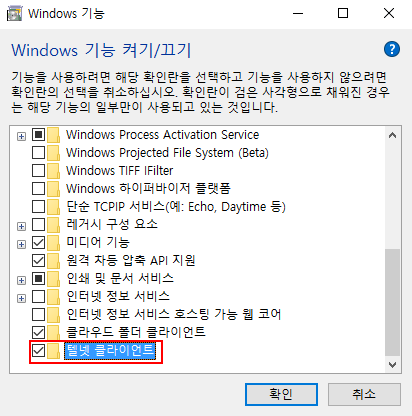 Windows 기능
Windows 기능 켜기/끄기
기능을 사용하려면 해당 확인란을 선택하고 기능을 사용하지 않으려면
확인란의 선택을 취소하십시오. 확인란이 검은 사각형으로 채워진 경우
는 해당 기능의 일부만이 사용되고 있는 것입니다.
Windows Process Activation Service
Windows Projected File System (Beta)
Windows TIFF IFilter
Windows 하이퍼바이저 플랫폼
단순 TCPIP 서비스(예: Echo, Daytime 등)
레거시 구성 요소
미디어 기능
원격 차등 압축 API 지원
인쇄 및 문서 서비스
인터넷 정보 서비스
인터넷 정보 서비스 호스팅 가능 웹 코어
클라우드 폴더 클라이언트
텔넷 클라이언트
확인
취소